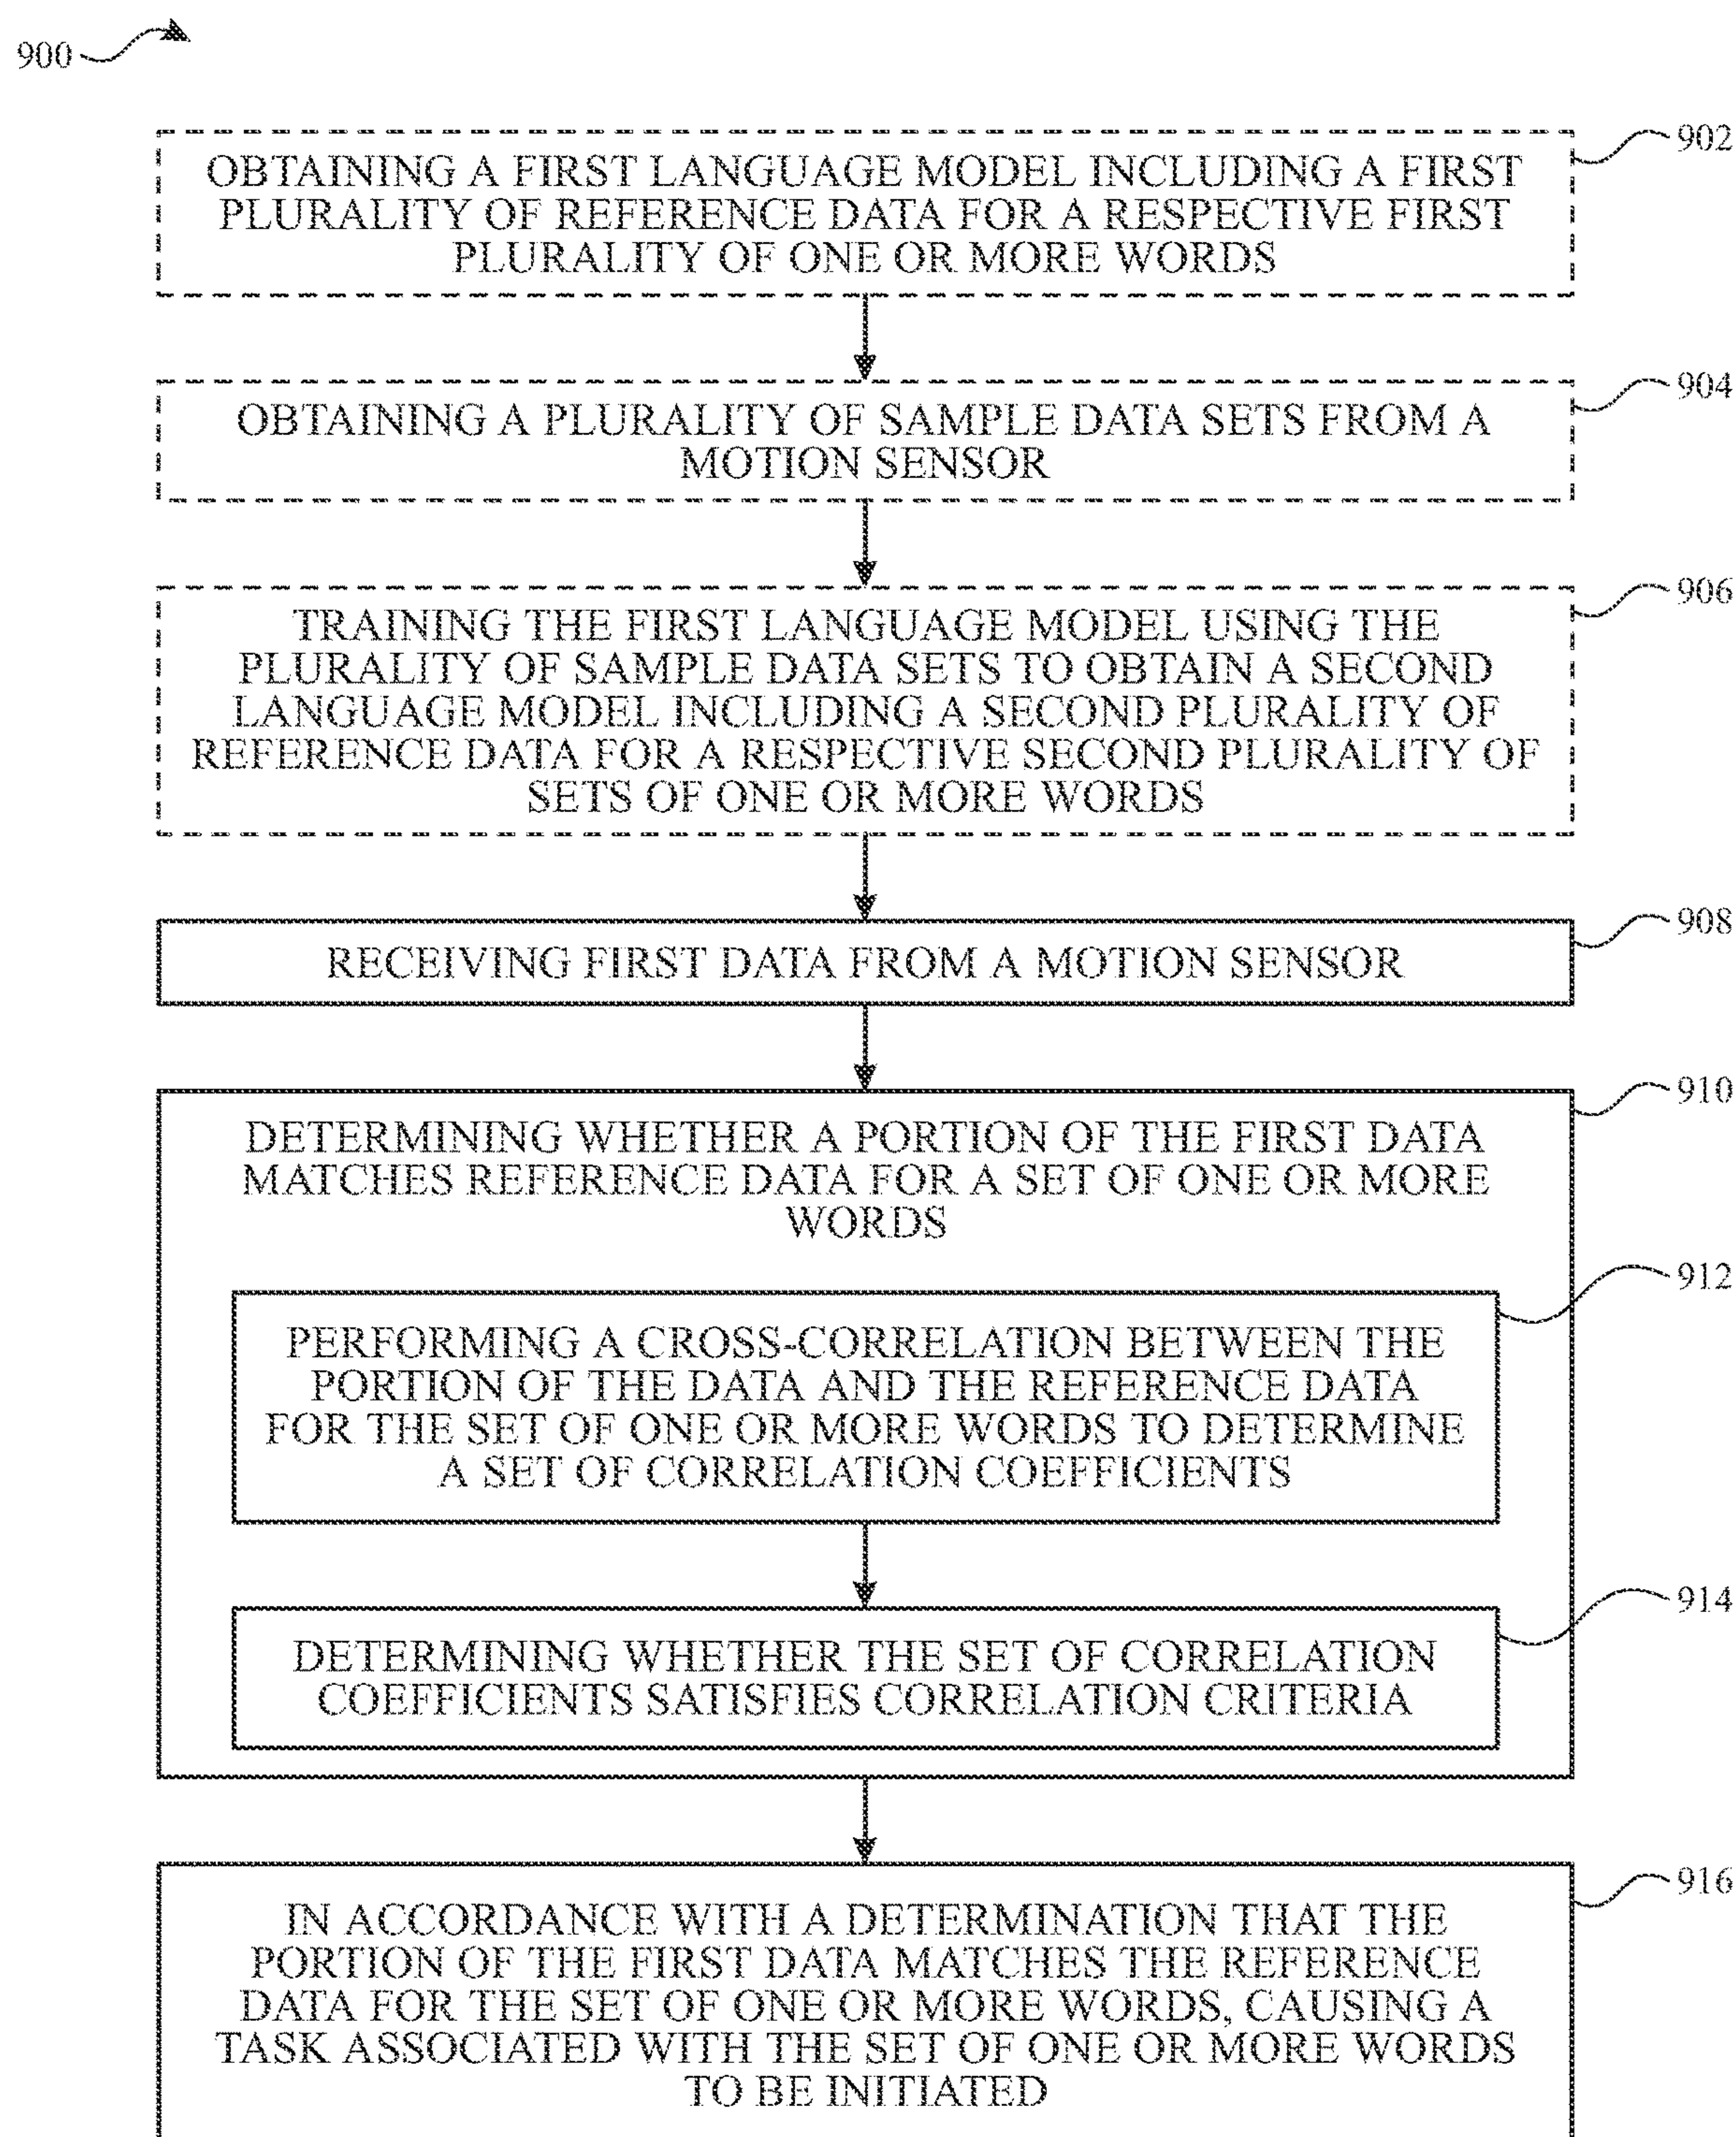 900
902
OBTAINING A FIRST LANGUAGE MODEL INCLUDING A FIRST
PLURALITY OF REFERENCE DATA FOR A RESPECTIVE FIRST
PLURALITY OF ONE OR MORE WORDS
904
OBTAINING A PLURALITY OF SAMPLE DATA SETS FROM A
MOTION SENSOR
906
TRAINING THE FIRST LANGUAGE MODEL USING THE
PLURALITY OF SAMPLE DATA SETS TO OBTAIN A SECOND
LANGUAGE MODEL INCLUDING A SECOND PLURALITY OF
REFERENCE DATA FOR A RESPECTIVE SECOND PLURALITY OF
SETS OF ONE OR MORE WORDS
908
RECEIVING FIRST DATA FROM A MOTION SENSOR
910
DETERMINING WHETHER A PORTION OF THE FIRST DATA
MATCHES REFERENCE DATA FOR A SET OF ONE OR MORE
WORDS
912
PERFORMING A CROSS-CORRELATION BETWEEN THE
PORTION OF THE DATA AND THE REFERENCE DATA
FOR THE SET OF ONE OR MORE WORDS TO DETERMINE
A SET OF CORRELATION COEFFICIENTS
914
DETERMINING WHETHER THE SET OF CORRELATION
COEFFICIENTS SATISFIES CORRELATION CRITERIA
916
IN ACCORDANCE WITH A DETERMINATION THAT THE
PORTION OF THE FIRST DATA MATCHES THE REFERENCE
DATA FOR THE SET OF ONE OR MORE WORDS, CAUSING A
TASK ASSOCIATED WITH THE SET OF ONE OR MORE WORDS
TO BE INITIATED